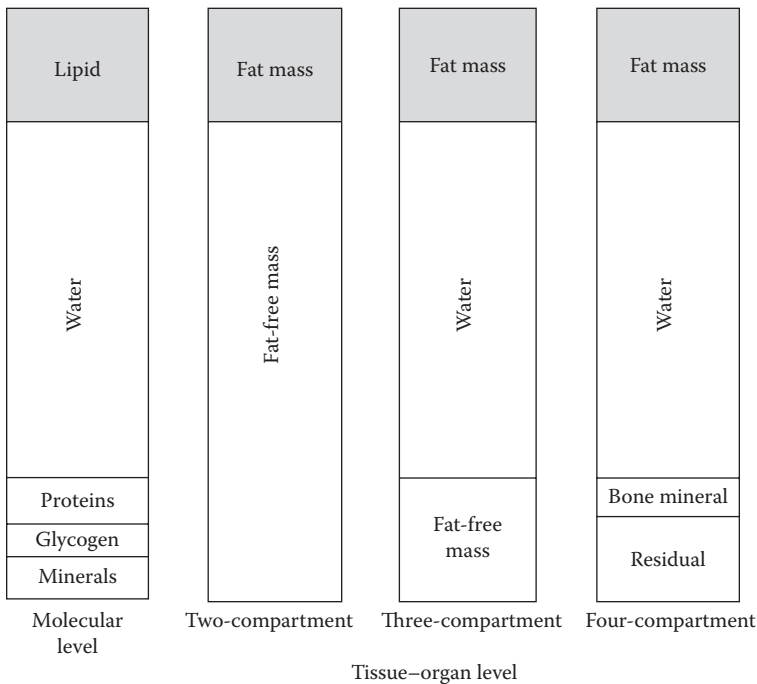 Lipid
Water
Proteins
Glycogen
Minerals
Molecular
level
Fat mass
Fat-free mass
Two-compartment
Fat mass
Water
Fat-free
mass
Three-compartment
Fat mass
Water
Bone mineral
Residual
Four-compartment
Tissue–organ level